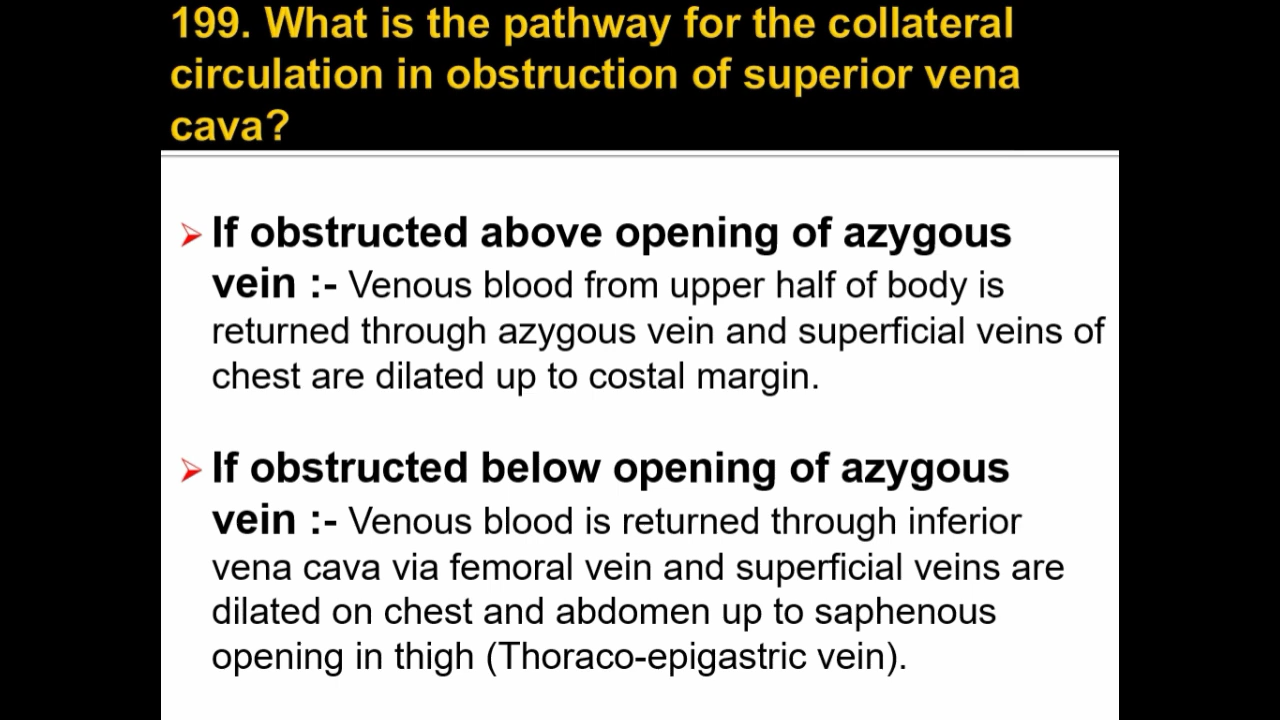 199. What is the pathway for the collateral
circulation in obstruction of superior vena
cava?
➢ If obstructed above opening of azygous
vein :- Venous blood from upper half of body is
returned through azygous vein and superficial veins of
chest are dilated up to costal margin.
➢ If obstructed below opening of azygous
vein :- Venous blood is returned through inferior
vena cava via femoral vein and superficial veins are
dilated on chest and abdomen up to saphenous
opening in thigh (Thoraco-epigastric vein).